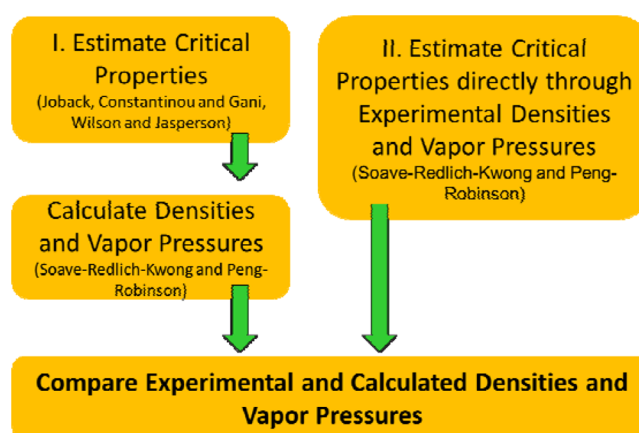 I. Estimate Critical
Properties
(Joback, Constantinou and Gani,
Wilson and Jasperson)
Calculate Densities
and Vapor Pressures
(Soave-Redlich-Kwong and Peng-
Robinson)
II. Estimate Critical
Properties directly through
Experimental Densities
and Vapor Pressures
(Soave-Redlich-Kwong and Peng-
Robinson)
Compare Experimental and Calculated Densities and
Vapor Pressures